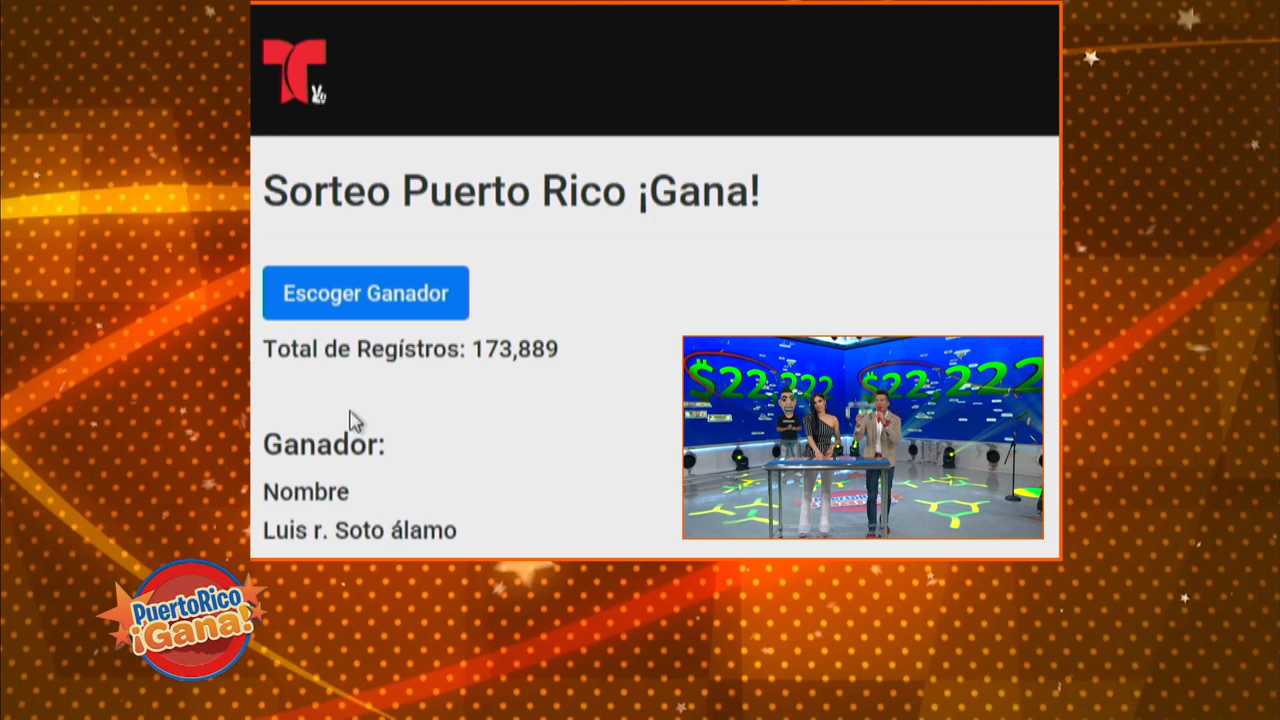 Sorteo Puerto Rico ¡Gana!
Escoger Ganador
Total de Regístros: 173,889
$22,222
$22,222
Ganador:
Nombre
Luis r. Soto álamo
PuertoRico
¡Gana!